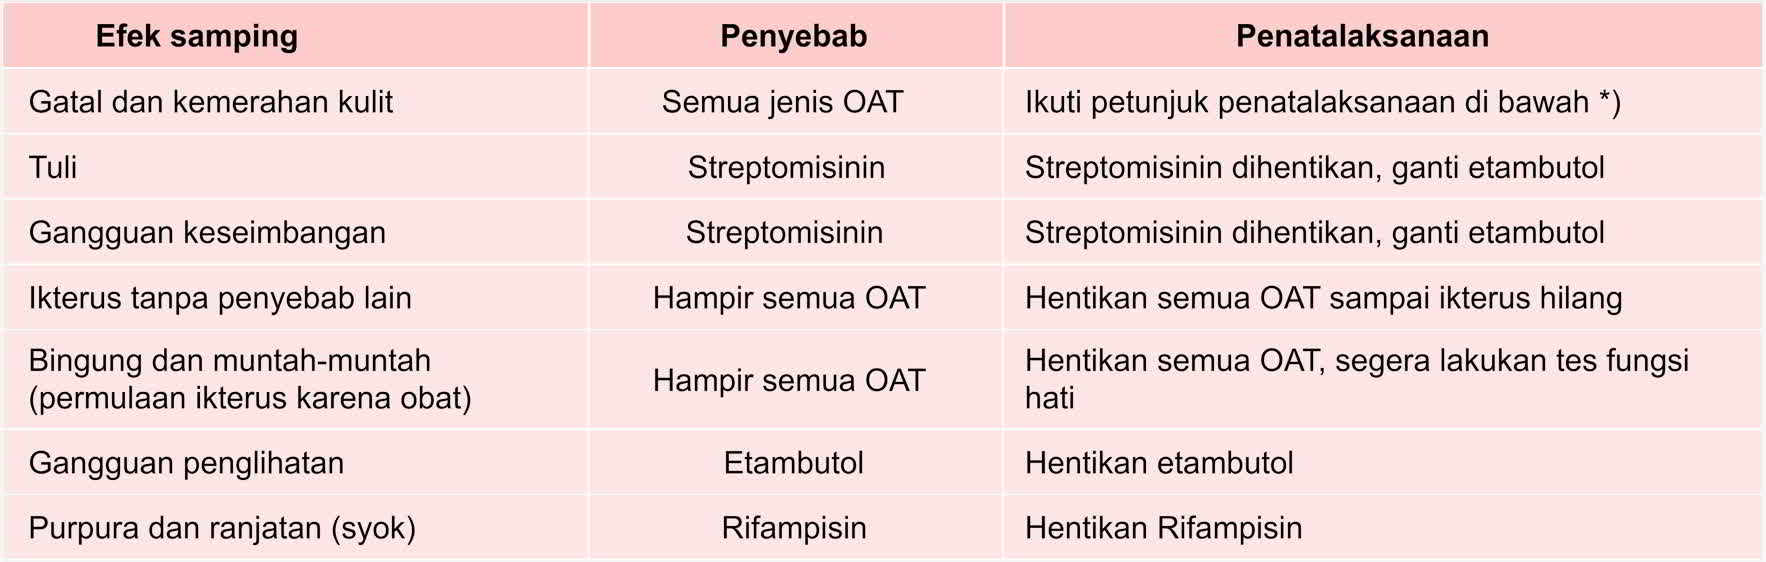 Efek samping Penyebab Penatalaksanaan
Gatal dan kemerahan kulit Semua jenis OAT Ikuti petunjuk penatalaksanaan di bawah *)
Tuli Streptomisinin Streptomisinin dihentikan, ganti etambutol
Gangguan keseimbangan Streptomisinin Streptomisinin dihentikan, ganti etambutol
Ikterus tanpa penyebab lain Hampir semua OAT Hentikan semua OAT sampai ikterus hilang
Bingung dan muntah-muntah
(permulaan ikterus karena obat)
Hampir semua OAT
Hentikan semua OAT, segera lakukan tes fungsi
hati
Gangguan penglihatan Etambutol Hentikan etambutol
Purpura dan ranjatan (syok) Rifampisin Hentikan Rifampisin